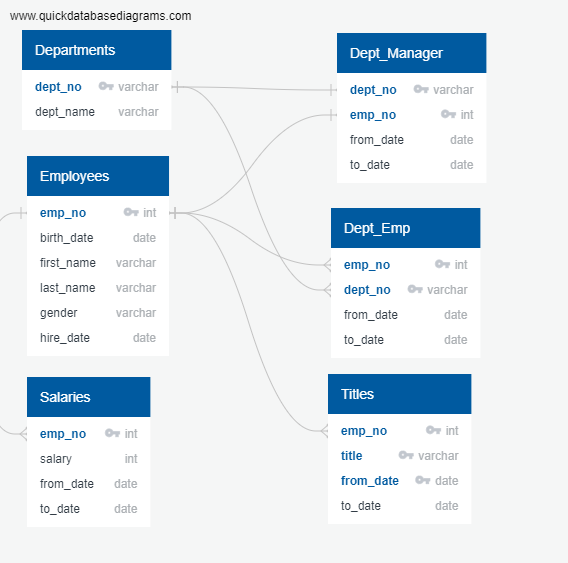 www.quickdatabasediagrams.com
Departments
dept_no varchar
dept_name varchar
Dept_Manager
dept_no varchar
emp_no int
from_date date
to_date date
Employees
emp_no int
birth_date date
first_name varchar
last_name varchar
gender varchar
hire_date date
Dept_Emp
emp_no int
dept_no varchar
from_date date
to_date date
Salaries
emp_no int
salary int
from_date date
to_date date
Titles
emp_no int
title varchar
from_date date
to_date date